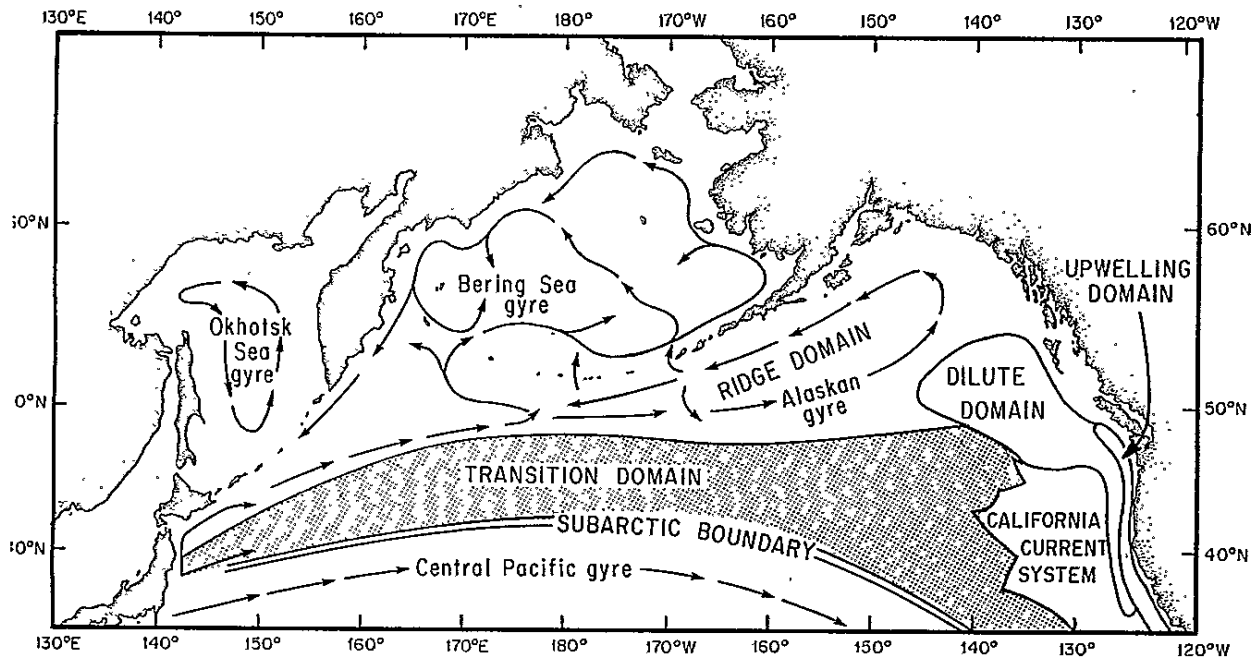 130°E 140° 150° 160° 170°E 180° 170°W 160° 150° 140° 130° 120°W
50°N
60°N
UPWELLING
DOMAIN
Bering Sea
gyre
Okhotsk
Sea
gyre
RIDGE DOMAIN
Alaskan
gyre
DILUTE
DOMAIN
0°N
50°N
TRANSITION DOMAIN
SUBARCTIC BOUNDARY
CALIFORNIA
CURRENT
SYSTEM
40°N
Central Pacific gyre
130°E 140° 150° 160° 170°E 180° 170°W 160° 150° 140° 130° 120°W